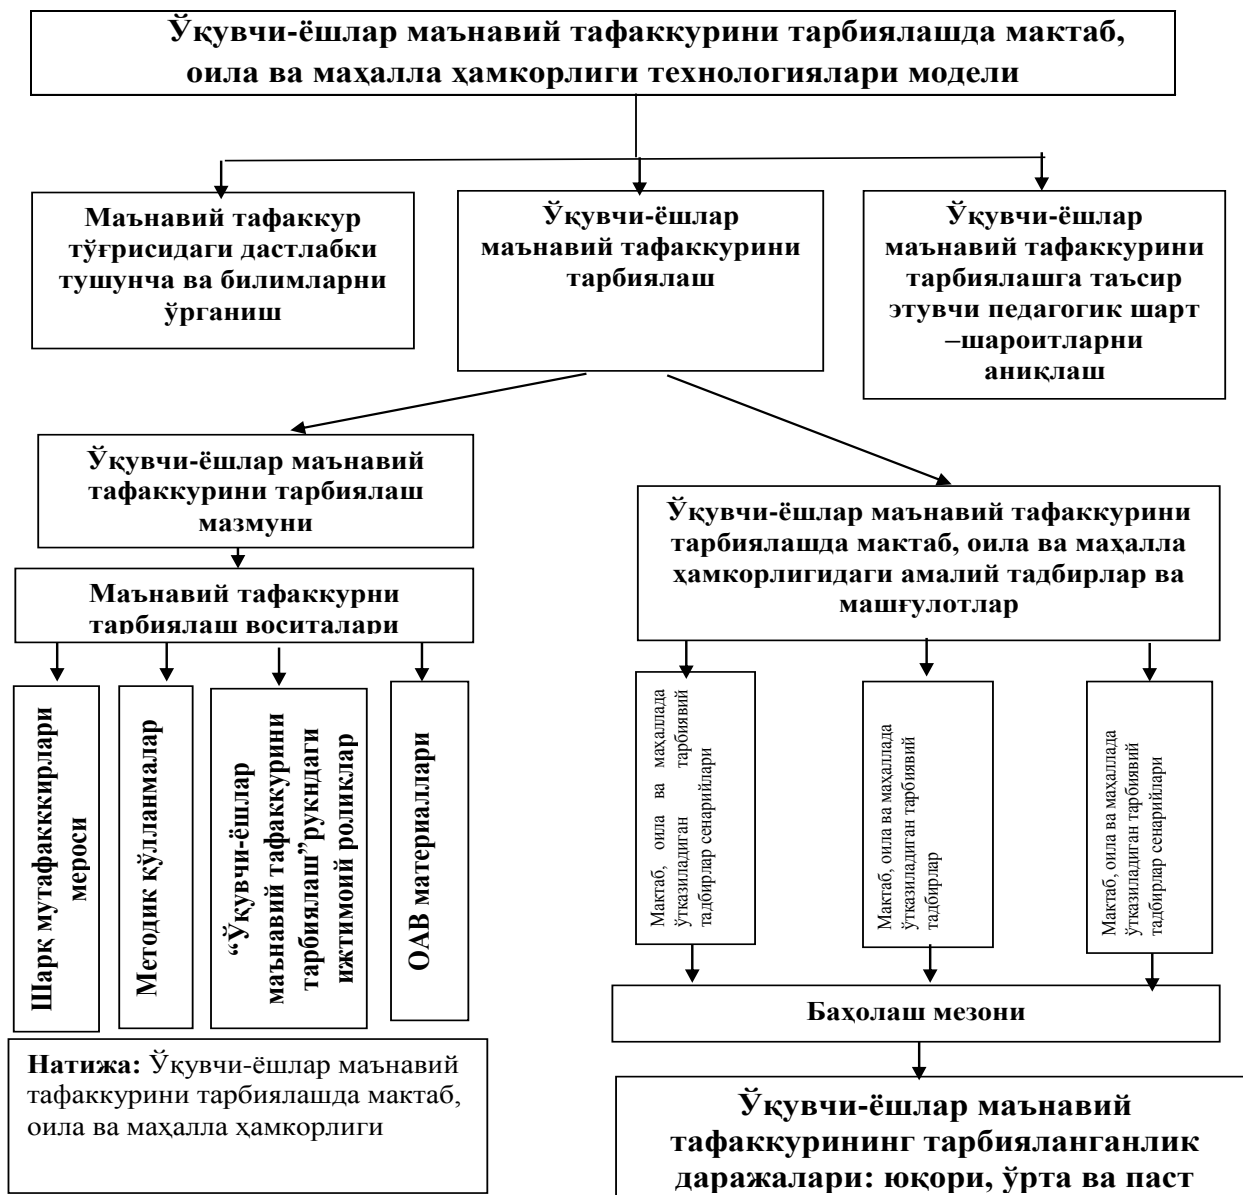 Ўқувчи-ёшлар маънавий тафаккурини тарбиялашда мактаб,
оила ва маҳалла ҳамкорлиги технологиялари модели
Маънавий тафаккур
тўғрисидаги дастлабки
тушунча ва билимларни
ўрганиш
Ўқувчи-ёшлар
маънавий тафаккурини
тарбиялаш
Ўқувчи-ёшлар
маънавий тафаккурини
тарбиялашга таъсир
этувчи педагогик шарт
–шароитларни
аниқлаш
Ўқувчи-ёшлар маънавий
тафаккурини тарбиялаш
мазмуни
Маънавий тафаккурни
тарбиялаш воситалари
Шарқ мутафакккирлари
мероси
Методик қўлланмалар
“Ўқувчи-ёшлар
маънавий тафаккурини
тарбиялаш”рукндаги
ижтимоий роликлар
ОАВ материаллари
Натижа: Ўқувчи-ёшлар маънавий
тафаккурини тарбиялашда мактаб,
оила ва маҳалла ҳамкорлиги
Ўқувчи-ёшлар маънавий тафаккурини
тарбиялашда мактаб, оила ва маҳалла
ҳамкорлигидаги амалий тадбирлар ва
машғулотлар
Мактаб, оила ва маҳаллада
ўтказиладиган тарбиявий
тадбирлар сенарийлари
Мактаб, оила ва маҳаллада
ўтказиладиган тарбиявий
тадбирлар
Мактаб, оила ва маҳаллада
ўтказиладиган тарбиявий
тадбирлар сенарийлари
Баҳолаш мезони
Ўқувчи-ёшлар маънавий
тафаккурининг тарбияланганлик
даражалари: юқори, ўрта ва паст